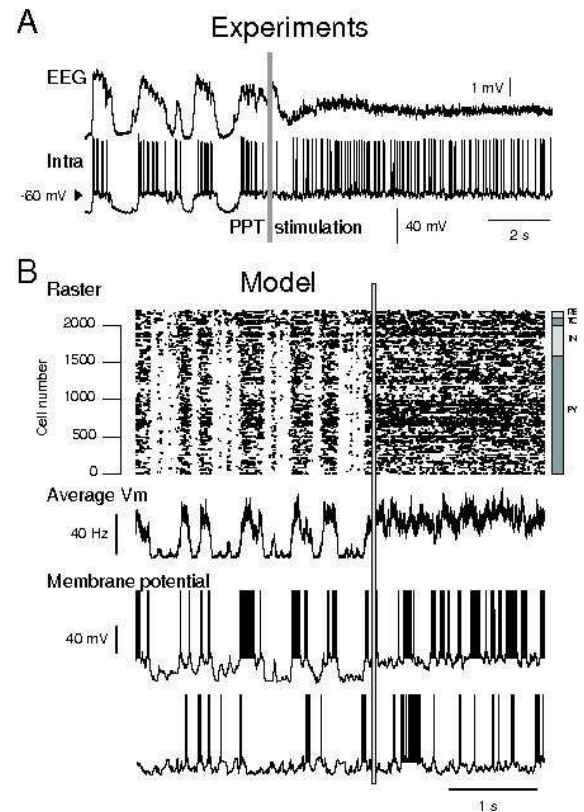 A
Experiments
EEG
1 mV
Intra
-60 mV
PPT stimulation
40 mV
2 s
B
Model
Raster
2000
1500
1000
500
0
Cell number
RE
IN
PY
Average Vm
40 Hz
Membrane potential
40 mV
1 s